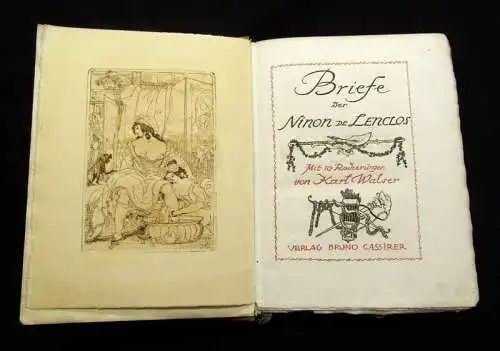 Briefe
Der
Ninon de Lenclos
Mit 10 Radierungen
von Karl Walser
VERLAG BRUNO CASSIRER